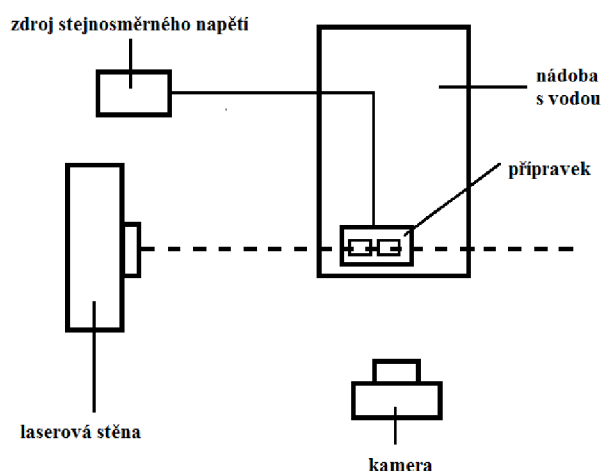 zdroj stejnosměrného napětí
nádoba
s vodou
přípravek
laserová stěna
kamera